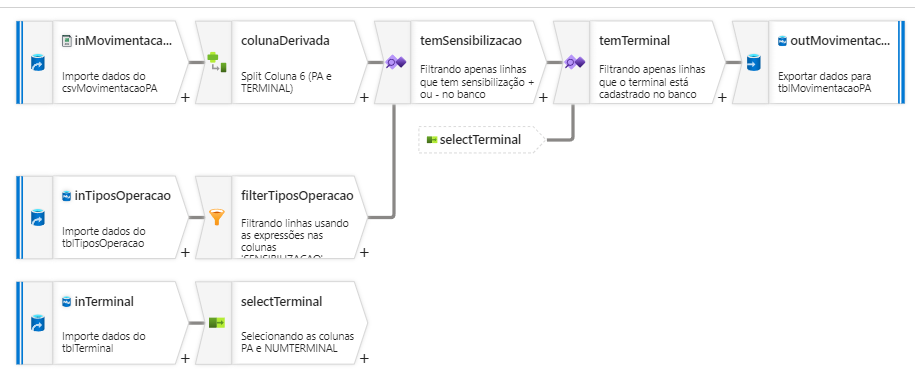 inMovimentaca...
Importe dados do
csvMovimentacaoPA
+
colunaDerivada
Split Coluna 6 (PA e
TERMINAL)
+
temSensibilizacao
Filtrando apenas linhas
que tem sensibilização +
ou - no banco
+
temTerminal
Filtrando apenas linhas
que o terminal está
cadastrado no banco
+
outMovimentac...
Exportar dados para
tblMovimentacaoPA
selectTerminal
inTiposOperacao
Importe dados do
tblTiposOperacao
+
filterTiposOperacao
Filtrando linhas usando
as expressões nas
colunas
'SENSIBILIZACAO'
+
inTerminal
Importe dados do
tblTerminal
+
selectTerminal
Selecionando as colunas
PA e NUMTERMINAL
+